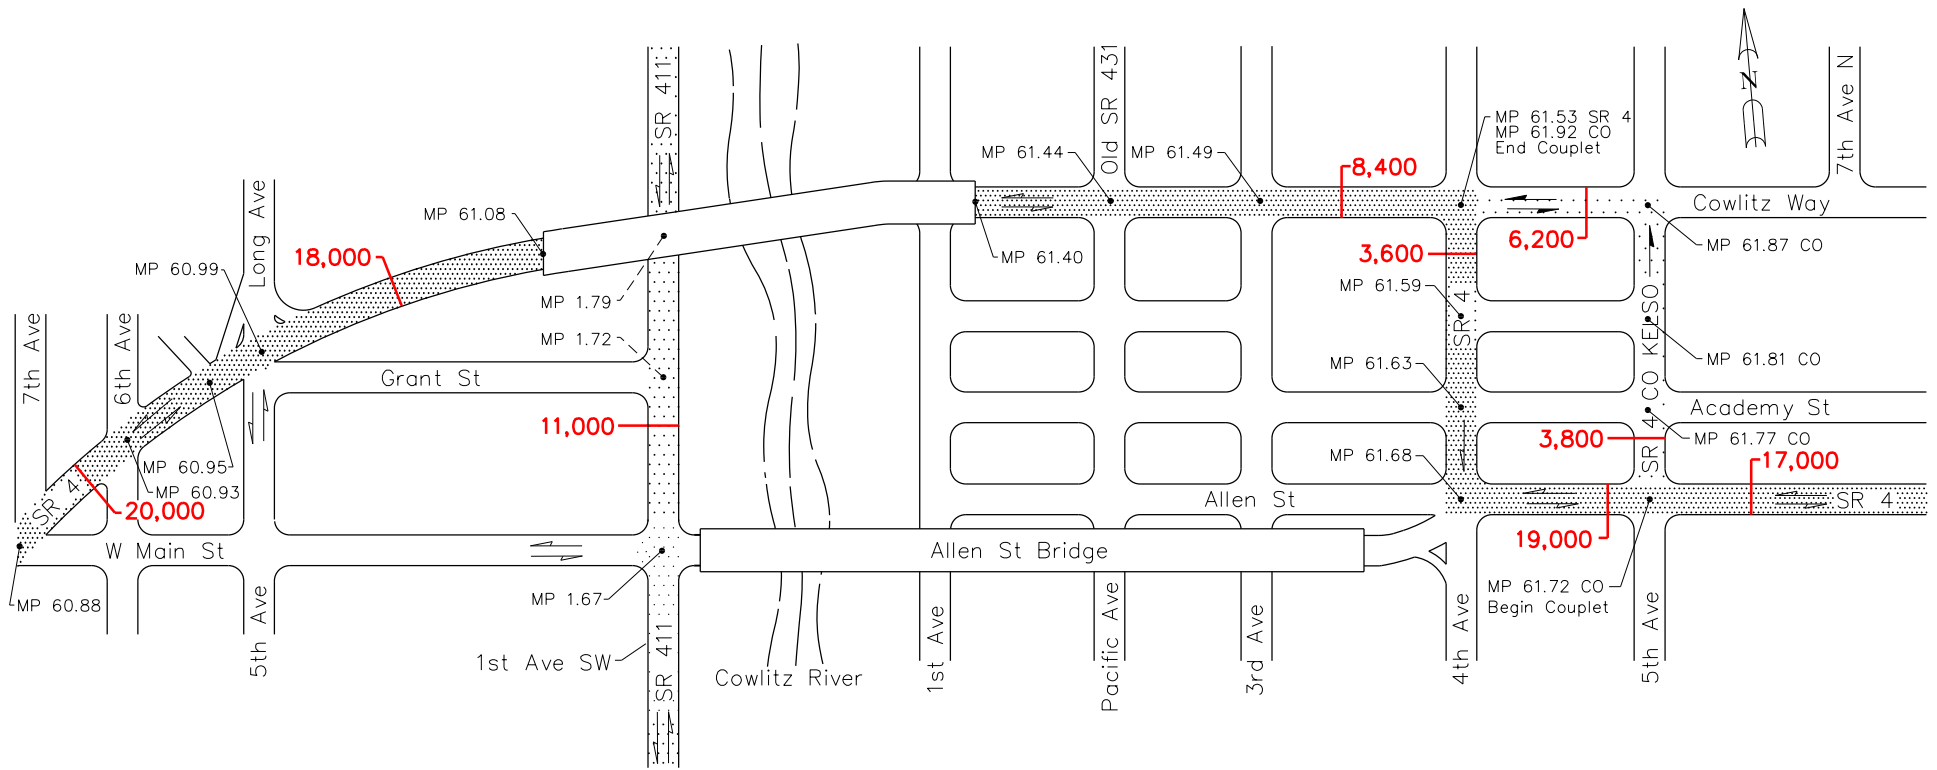 SR 411
Old SR 431
7th Ave N
N
MP 61.53 SR 4
MP 61.92 CO
End Couplet
MP 61.44
MP 61.49
8,400
Long Ave
MP 61.08
Cowlitz Way
6,200
MP 60.99
18,000
MP 61.40
3,600
MP 61.87 CO
MP 1.79
MP 61.59
SR 4
SR 4 CO KELSO
7th Ave
6th Ave
MP 1.72
MP 61.63
MP 61.81 CO
Grant St
Academy St
11,000
3,800
MP 61.77 CO
MP 61.68
17,000
MP 60.95
MP 60.93
SR 4
20,000
Allen St
SR 4
19,000
W Main St
Allen St Bridge
MP 60.88
MP 1.67
MP 61.72 CO
Begin Couplet
5th Ave
1st Ave SW
SR 411
Cowlitz River
1st Ave
Pacific Ave
3rd Ave
4th Ave
5th Ave